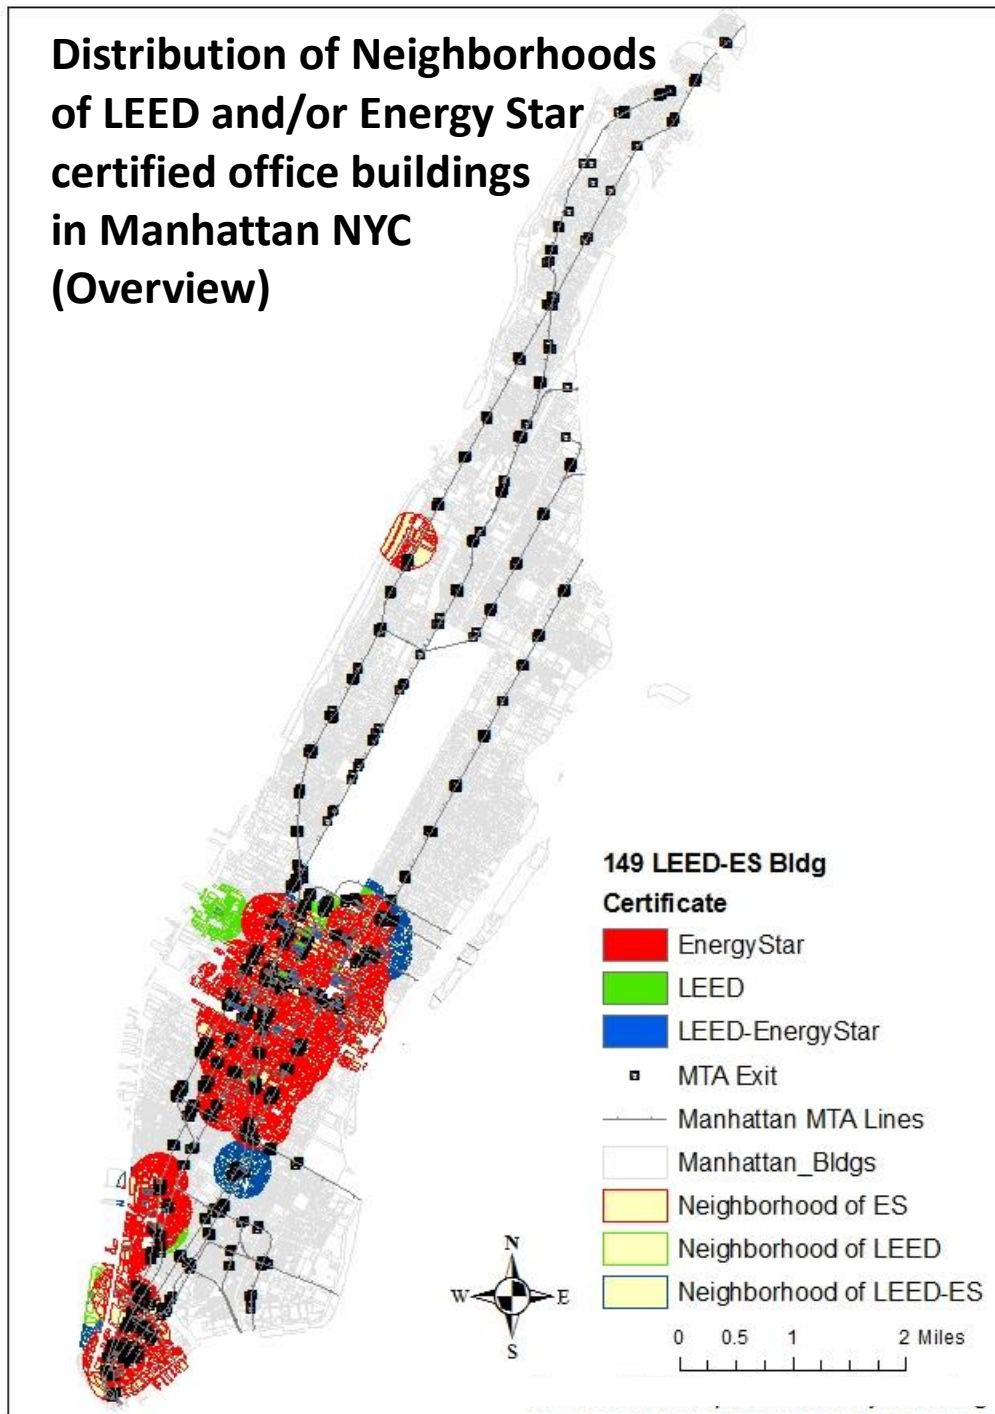 Distribution of Neighborhoods
of LEED and/or Energy Star
certified office buildings
in Manhattan NYC
(Overview)
149 LEED-ES Bldg
Certificate
EnergyStar
LEED
LEED-EnergyStar
MTA Exit
Manhattan MTA Lines
Manhattan_Bldgs
Neighborhood of ES
Neighborhood of LEED
Neighborhood of LEED-ES
N
W E
S
0 0.5 1 2 Miles